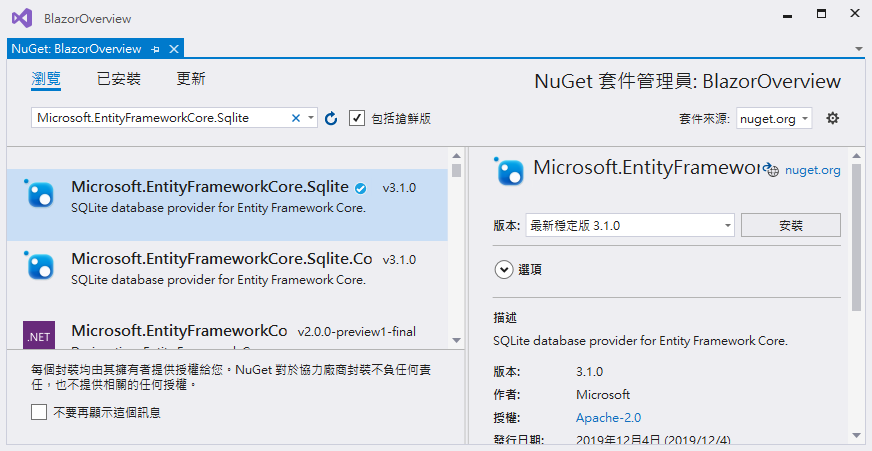 BlazorOverview
NuGet: BlazorOverview
瀏覽 已安裝 更新
NuGet 套件管理員: BlazorOverview
Microsoft.EntityFrameworkCore.Sqlite
包括搶鮮版
套件來源: nuget.org
Microsoft.EntityFrameworkCore.Sqlite v3.1.0
SQLite database provider for Entity Framework Core.
Microsoft.EntityFrameworkCore.Sqlite.Co v3.1.0
SQLite database provider for Entity Framework Core.
.NET
Microsoft.EntityFrameworkCo v2.0.0-preview1-final
每個封裝均由其擁有者提供授權給您。NuGet 對於協力廠商封裝不負任何責
任，也不提供相關的任何授權。
不要再顯示這個訊息
Microsoft.EntityFramewor nuget.org
版本: 最新穩定版 3.1.0 安裝
選項
描述
SQLite database provider for Entity Framework Core.
版本: 3.1.0
作者: Microsoft
授權: Apache-2.0
發行日期: 2019年12月4日 (2019/12/4)